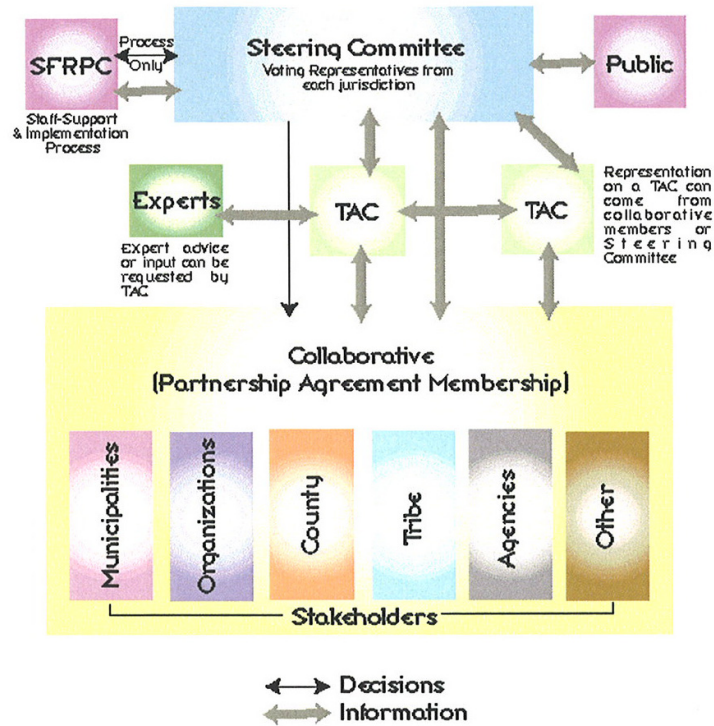 SFRPC
Process
Only
Staff-Support
& Implementation
Process
Steering Committee
Voting Representatives from
each jurisdiction
Public
Experts
Expert advice
or input can be
requested by
TAC
TAC
TAC
Representation
on a TAC can
come from
collaborative
members or
Steering
Committee
Collaborative
(Partnership Agreement Membership)
Municipalities
Organizations
County
Tribe
Agencies
Other
Stakeholders
Decisions
Information